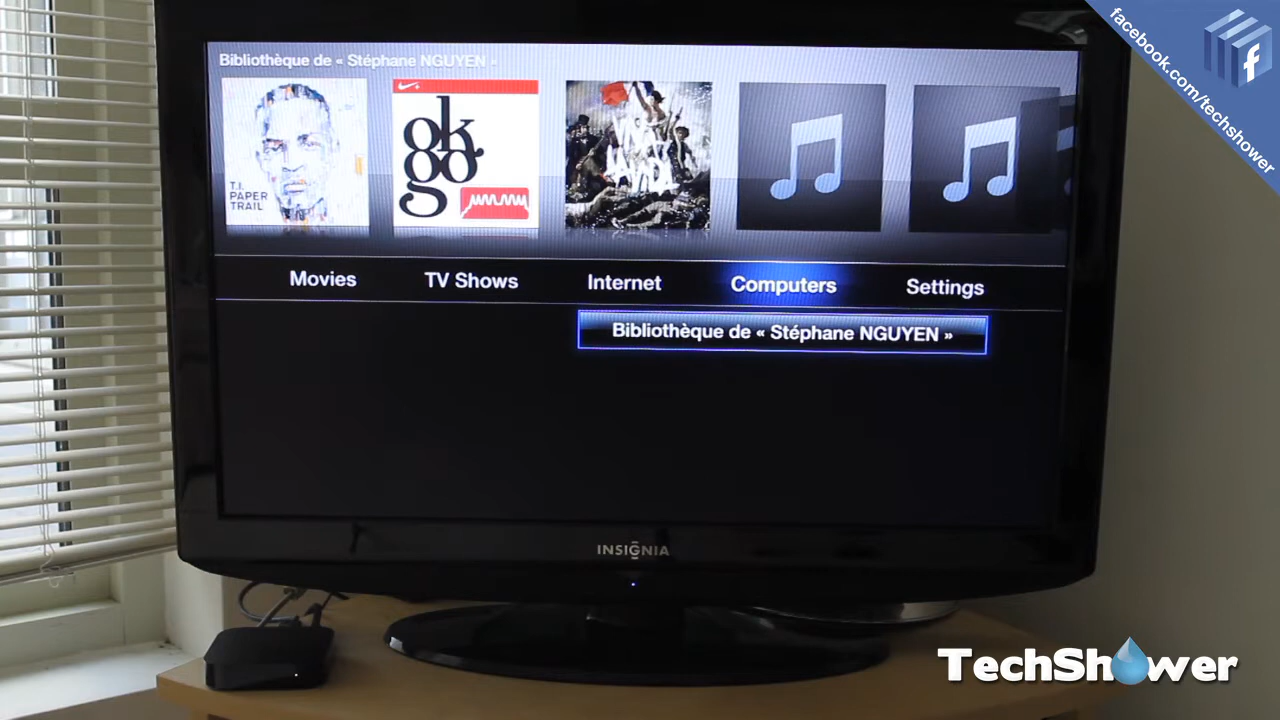 facebook.com/techshower
Bibliothèque de « Stéphane NGUYEN »
T.I.
PAPER
TRAIL
ok
go
VIVA
Movies
TV Shows
Internet
Computers
Settings
Bibliothèque de « Stéphane NGUYEN »
INSIGNIA
TechShower